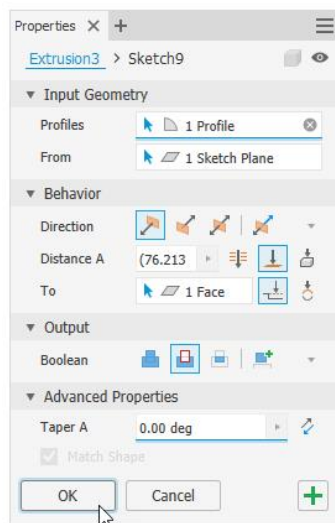 Properties
Extrusion3 > Sketch9
Input Geometry
Profiles 1 Profile
From 1 Sketch Plane
Behavior
Direction
Distance A (76.213
To 1 Face
Output
Boolean
Advanced Properties
Taper A 0.00 deg
Match Shape
OK Cancel